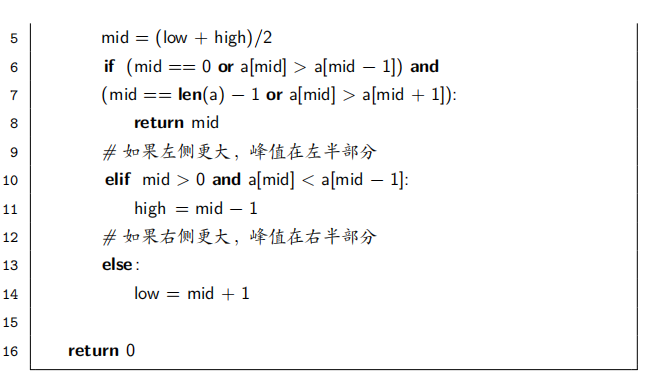 5 mid = (low + high)/2
6 if (mid == 0 or a[mid] > a[mid − 1]) and
7 (mid == len(a) − 1 or a[mid] > a[mid + 1]):
8 return mid
9 # 如果左侧更大，峰值在左半部分
10 elif mid > 0 and a[mid] < a[mid − 1]:
11 high = mid − 1
12 # 如果右侧更大，峰值在右半部分
13 else:
14 low = mid + 1
15
16 return 0